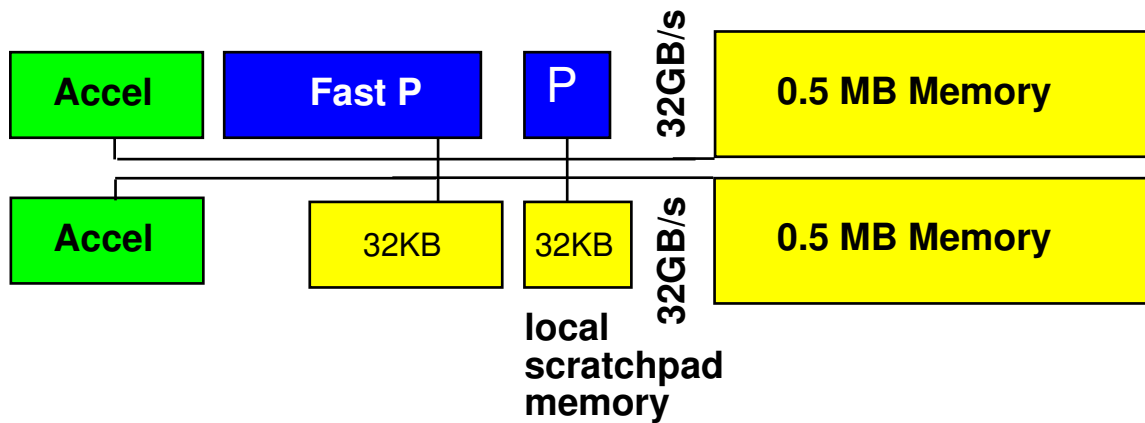 Accel
Fast P
P
32GB/s
0.5 MB Memory
Accel
32KB
32KB
32GB/s
0.5 MB Memory
local
scratchpad
memory